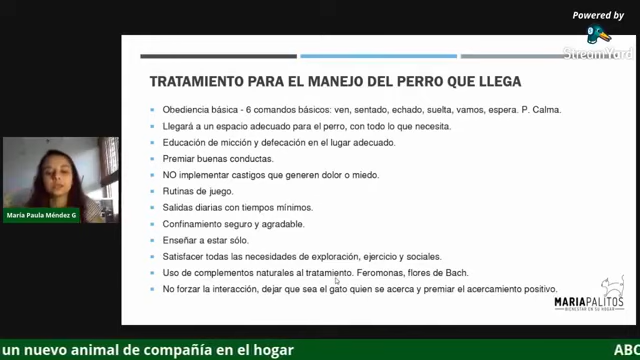 Powered by
StreamYard
TRATAMIENTO PARA EL MANEJO DEL PERRO QUE LLEGA
Obediencia básica - 6 comandos básicos: ven, sentado, echado, suelta, vamos, espera. P. Calma.
Llegará a un espacio adecuado para el perro, con todo lo que necesita.
Educación de micción y defecación en el lugar adecuado.
Premiar buenas conductas.
NO implementar castigos que generen dolor o miedo.
Rutinas de juego.
Salidas diarias con tiempos mínimos.
Confinamiento seguro y agradable.
Enseñar a estar sólo.
Satisfacer todas las necesidades de exploración, ejercicio y sociales.
Uso de complementos naturales al tratamiento. Feromonas, flores de Bach.
No forzar la interacción, dejar que sea el gato quien se acerca y premiar el acercamiento positivo.
María Paula Méndez G
MARIAPALITOS
BIENESTAR EN SU HOGAR
un nuevo animal de compañía en el hogar
ABC